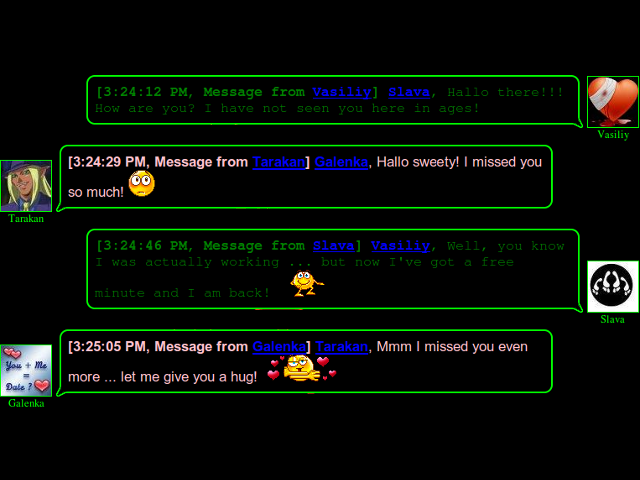 [3:24:12 PM, Message from Vasiliy] Slava, Hallo there!!!
How are you? I have not seen you here in ages!
Vasiliy
[3:24:29 PM, Message from Tarakan] Galenka, Hallo sweety! I missed you
so much!
Tarakan
[3:24:46 PM, Message from Slava] Vasiliy, Well, you know
I was actually working ... but now I've got a free
minute and I am back!
Slava
[3:25:05 PM, Message from Galenka] Tarakan, Mmm I missed you even
more ... let me give you a hug!
You + Me
=
Date ?
Galenka